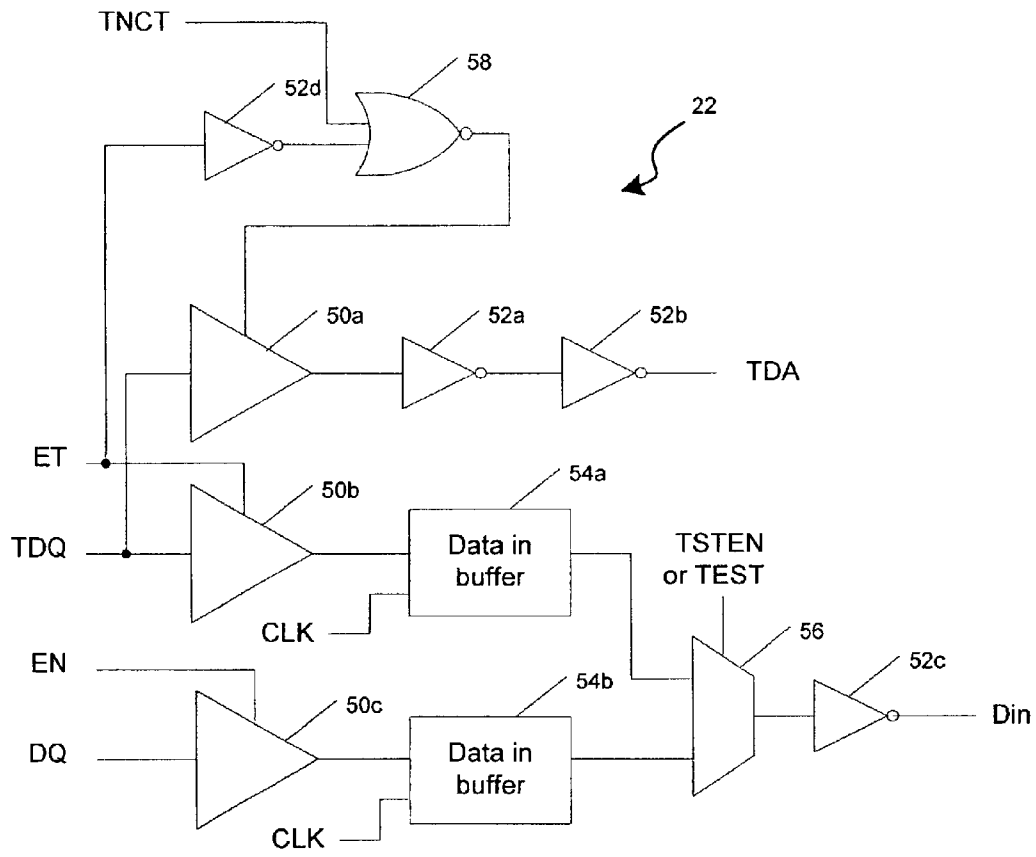 TNCT
58
52d
22
50a
52a
52b
TDA
ET
50b
54a
TDQ
Data in
buffer
TSTEN
or TEST
CLK
56
EN
54b
52c
50c
Din
DQ
Data in
buffer
CLK